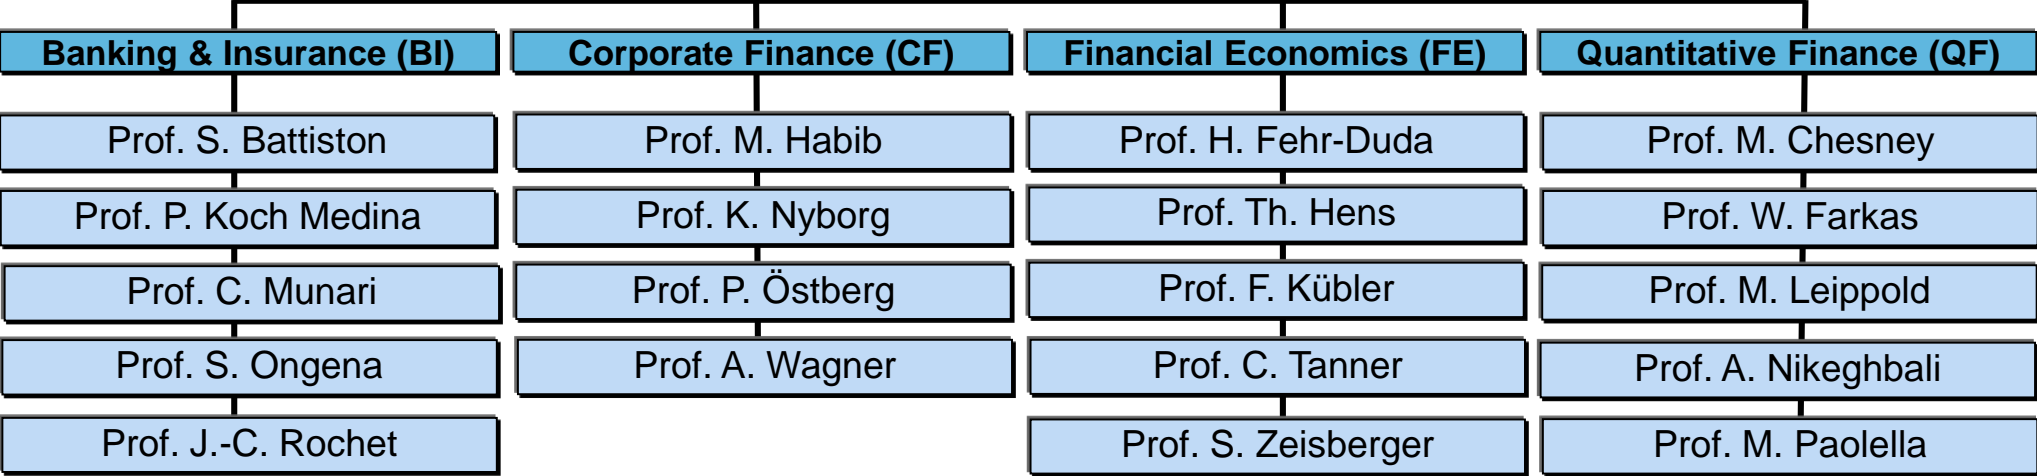 Banking & Insurance (BI)
Prof. S. Battiston
Prof. P. Koch Medina
Prof. C. Munari
Prof. S. Ongena
Prof. J.-C. Rochet
Corporate Finance (CF)
Prof. M. Habib
Prof. K. Nyborg
Prof. P. Östberg
Prof. A. Wagner
Financial Economics (FE)
Prof. H. Fehr-Duda
Prof. Th. Hens
Prof. F. Kübler
Prof. C. Tanner
Prof. S. Zeisberger
Quantitative Finance (QF)
Prof. M. Chesney
Prof. W. Farkas
Prof. M. Leippold
Prof. A. Nikeghbali
Prof. M. Paolella